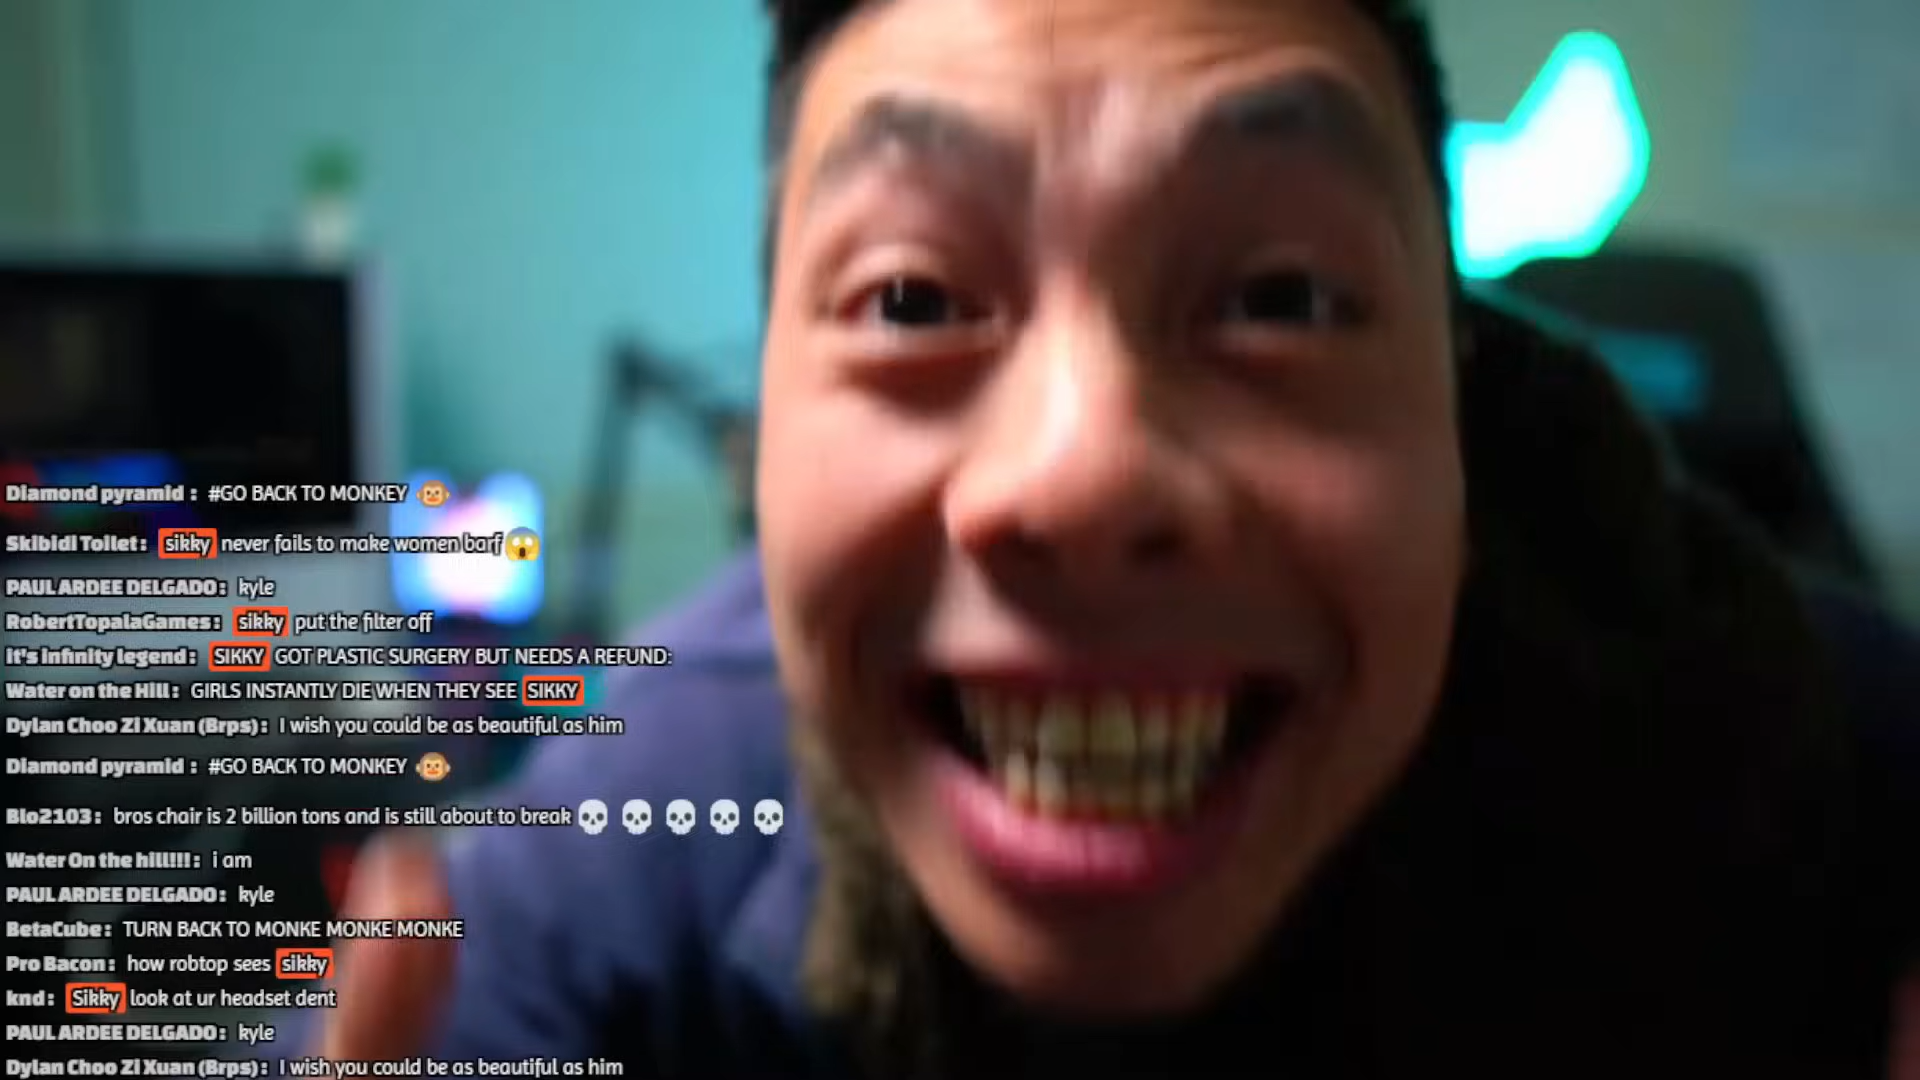 Diamond pyramid : #GO BACK TO MONKEY 🐵
Skibidi Toilet: sikky never fails to make women barf 😱
PAUL ARDEE DELGADO: kyle
RobertTopalaGames: sikky put the filter off
it's infinity legend: SIKKY GOT PLASTIC SURGERY BUT NEEDS A REFUND:
Water on the Hill: GIRLS INSTANTLY DIE WHEN THEY SEE SIKKY
Dylan Choo Zi Xuan (Brps): I wish you could be as beautiful as him
Diamond pyramid : #GO BACK TO MONKEY 🐵
Blo2103: bros chair is 2 billion tons and is still about to break 💀 💀 💀 💀 💀
Water On the hill!!!: i am
PAUL ARDEE DELGADO: kyle
BetaCube: TURN BACK TO MONKE MONKE MONKE
Pro Bacon: how robtop sees sikky
knd: Sikky look at ur headset dent
PAUL ARDEE DELGADO: kyle
Dylan Choo Zi Xuan (Brps): I wish you could be as beautiful as him